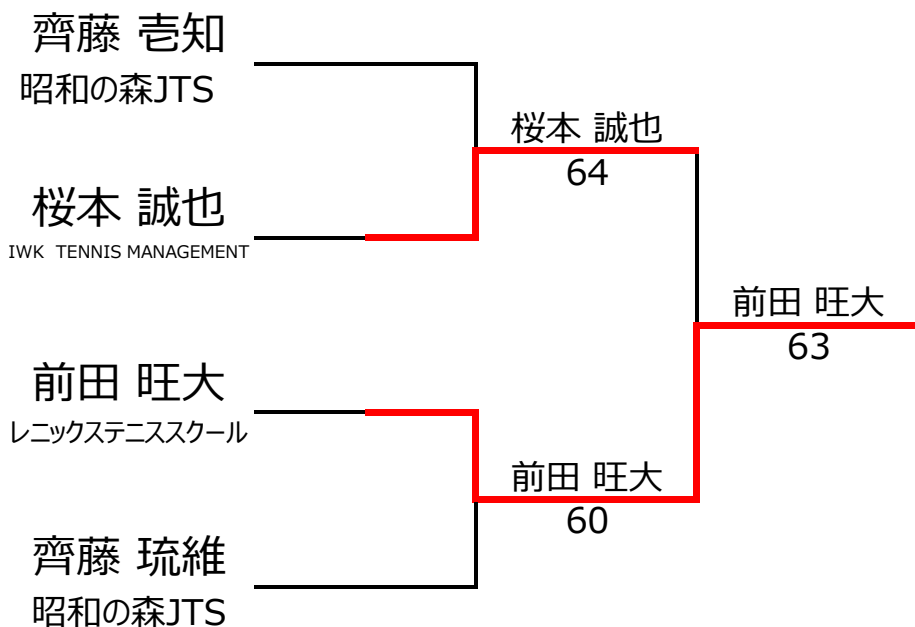 齊藤 壱知
昭和の森JTS
桜本 誠也
64
桜本 誠也
IWK TENNIS MANAGEMENT
前田 旺大
63
前田 旺大
レニックステニススクール
前田 旺大
60
齊藤 琉維
昭和の森JTS